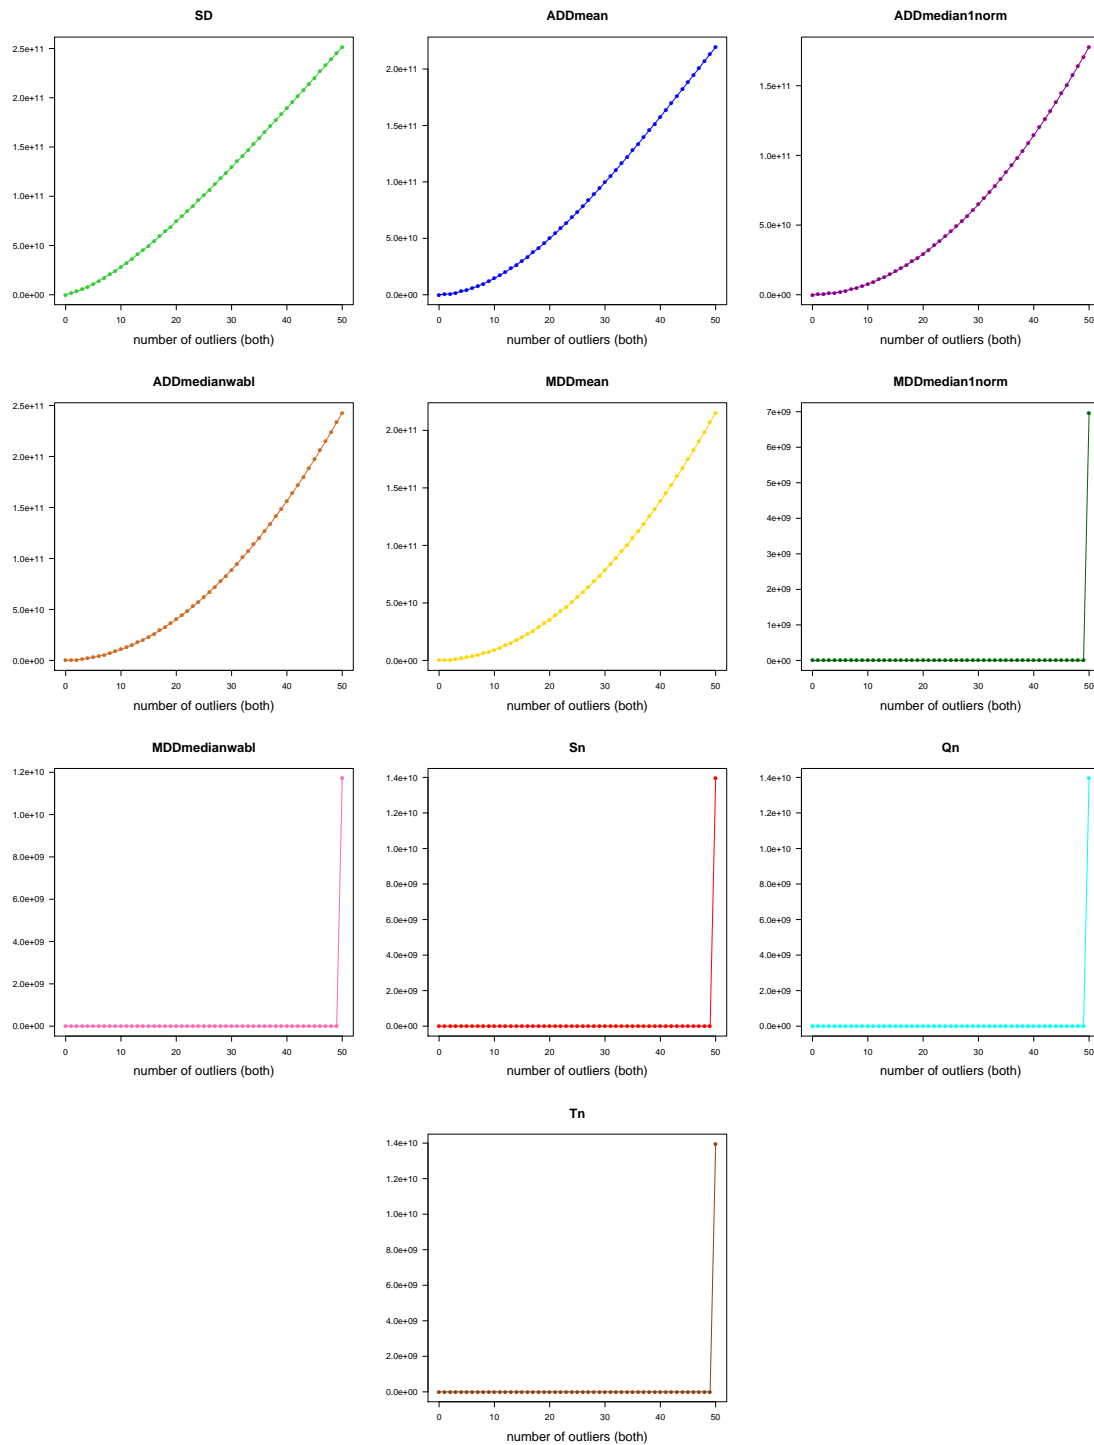 SD
2.5e+11
2.0e+11
1.5e+11
1.0e+11
5.0e+10
0.0e+00
0 10 20 30 40 50
number of outliers (both)
ADDmean
2.0e+11
1.5e+11
1.0e+11
5.0e+10
0.0e+00
0 10 20 30 40 50
number of outliers (both)
ADDmedian1norm
1.5e+11
1.0e+11
5.0e+10
0.0e+00
0 10 20 30 40 50
number of outliers (both)
ADDmedianwabl
2.5e+11
2.0e+11
1.5e+11
1.0e+11
5.0e+10
0.0e+00
0 10 20 30 40 50
number of outliers (both)
MDDmean
2.0e+11
1.5e+11
1.0e+11
5.0e+10
0.0e+00
0 10 20 30 40 50
number of outliers (both)
MDDmedian1norm
7e+09
6e+09
5e+09
4e+09
3e+09
2e+09
1e+09
0e+00
0 10 20 30 40 50
number of outliers (both)
MDDmedianwabl
1.2e+10
1.0e+10
8.0e+09
6.0e+09
4.0e+09
2.0e+09
0.0e+00
0 10 20 30 40 50
number of outliers (both)
Sn
1.4e+10
1.2e+10
1.0e+10
8.0e+09
6.0e+09
4.0e+09
2.0e+09
0.0e+00
0 10 20 30 40 50
number of outliers (both)
Qn
1.4e+10
1.2e+10
1.0e+10
8.0e+09
6.0e+09
4.0e+09
2.0e+09
0.0e+00
0 10 20 30 40 50
number of outliers (both)
Tn
1.4e+10
1.2e+10
1.0e+10
8.0e+09
6.0e+09
4.0e+09
2.0e+09
0.0e+00
0 10 20 30 40 50
number of outliers (both)